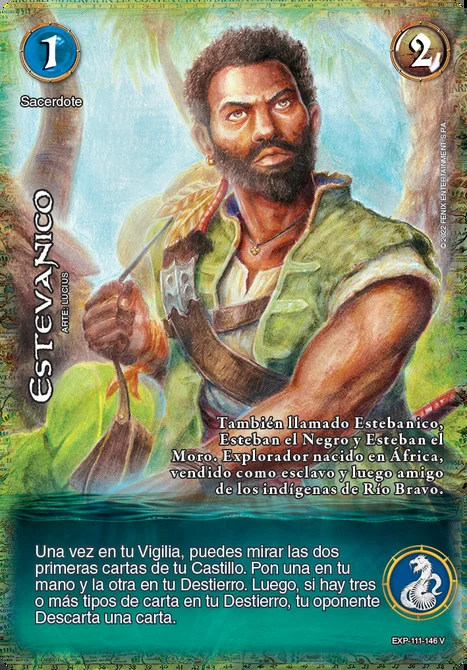 1
2
Sacerdote
ESTEVANICO
ARTE: LUCIUS
©2022 FENIX ENTERTAINMENT S.P.A.
También llamado Estebanico,
Esteban el Negro y Esteban el
Moro. Explorador nacido en África,
vendido como esclavo y luego amigo
de los indígenas de Río Bravo.
Una vez en tu Vigilia, puedes mirar las dos
primeras cartas de tu Castillo. Pon una en tu
mano y la otra en tu Destierro. Luego, si hay tres
o más tipos de carta en tu Destierro, tu oponente
Descarta una carta.
EXP-111-146 V